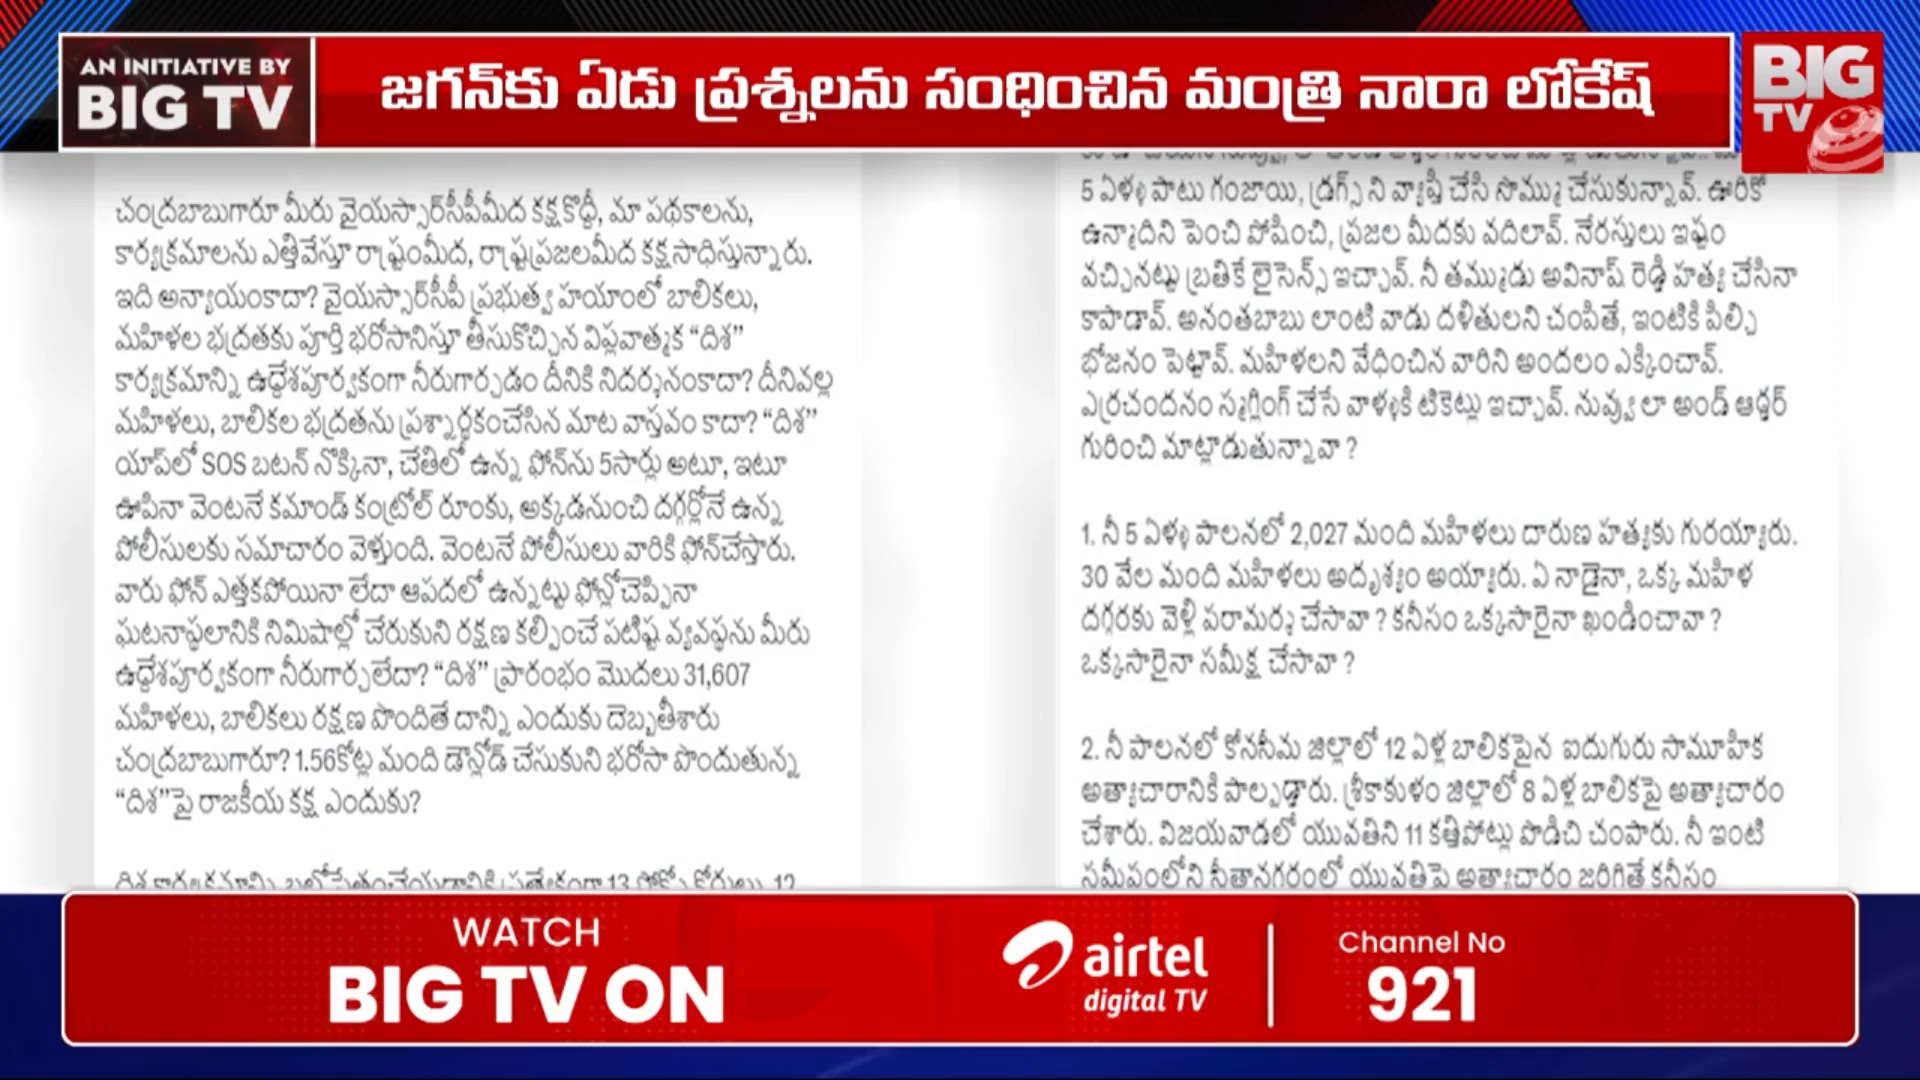 AN INITIATIVE BY
BIG TV
జగన్‌కు ఏడు ప్రశ్నలను సంధించిన మంత్రి నారా లోకేష్
BIG
TV
చంద్రబాబుగారూ మీరు వైయస్సార్‌సీపీమీద కక్షకొద్దీ, మా పథకాలను,
కార్యక్రమాలను ఎత్తివేస్తూ రాష్ట్రంమీద, రాష్ట్రప్రజలమీద కక్షసాధిస్తున్నారు.
ఇది అన్యాయంకాదా? వైయస్సార్‌సీపీ ప్రభుత్వ హయాంలో బాలికలు,
మహిళల భద్రతకు పూర్తి భరోసానిస్తూ తీసుకొచ్చిన విప్లవాత్మక “దిశ”
కార్యక్రమాన్ని ఉద్దేశపూర్వకంగా నీరుగార్చడం దీనికి నిదర్శనంకాదా? దీనివల్ల
మహిళలు, బాలికల భద్రతను ప్రశ్నార్థకంచేసిన మాట వాస్తవం కాదా? “దిశ”
యాప్‌లో SOS బటన్ నొక్కినా, చేతిలో ఉన్న ఫోన్‌ను 5సార్లు అటూ, ఇటూ
ఊపినా వెంటనే కమాండ్ కంట్రోల్ రూంకు, అక్కడనుంచి దగ్గర్లోనే ఉన్న
పోలీసులకు సమాచారం వెళ్తుంది. వెంటనే పోలీసులు వారికి ఫోన్‌చేస్తారు.
వారు ఫోన్ ఎత్తకపోయినా లేదా ఆపదలో ఉన్నట్టు ఫోన్లో చెప్పినా
ఘటనాస్థలానికి నిమిషాల్లో చేరుకుని రక్షణ కల్పించే పటిష్ట వ్యవస్థను మీరు
ఉద్దేశపూర్వకంగా నీరుగార్చలేదా? “దిశ” ప్రారంభం మొదలు 31,607
మహిళలు, బాలికలు రక్షణ పొందితే దాన్ని ఎందుకు దెబ్బతీశారు
చంద్రబాబుగారూ? 1.56కోట్ల మంది డౌన్లోడ్ చేసుకుని భరోసా పొందుతున్న
“దిశ”పై రాజకీయ కక్ష ఎందుకు?
5 ఏళ్ళ పాటు గంజాయి, డ్రగ్స్ ని వ్యాప్తి చేసి సొమ్ము చేసుకున్నావ్. ఊరికో
ఉన్మాదిని పెంచి పోషించి, ప్రజల మీదకు వదిలావ్. నేరస్తులు ఇష్టం
వచ్చినట్టు బ్రతికే లైసెన్స్ ఇచ్చావ్. నీ తమ్ముడు అవినాష్ రెడ్డి హత్య చేసినా
కాపాడావ్. అనంతబాబు లాంటి వాడు దళితులని చంపితే, ఇంటికి పిల్చి
భోజనం పెట్టావ్. మహిళలని వేధించిన వారిని అందలం ఎక్కించావ్.
ఎర్రచందనం స్మగ్లింగ్ చేసే వాళ్ళకి టికెట్లు ఇచ్చావ్. నువ్వు లా అండ్ ఆర్డర్
గురించి మాట్లాడుతున్నావా ?
1. నీ 5 ఏళ్ళ పాలనలో 2,027 మంది మహిళలు దారుణ హత్యకు గురయ్యారు.
30 వేల మంది మహిళలు అదృశ్యం అయ్యారు. ఏ నాడైనా, ఒక్క మహిళ
దగ్గరకు వెళ్లి పరామర్శ చేసావా ? కనీసం ఒక్కసారైనా ఖండించావా ?
ఒక్కసారైనా సమీక్ష చేసావా ?
2. నీ పాలనలో కోనసీమ జిల్లాలో 12 ఏళ్ల బాలికపైన ఐదుగురు సామూహిక
అత్యాచారానికి పాల్పడ్డారు. శ్రీకాకుళం జిల్లాలో 8 ఏళ్ల బాలికపై అత్యాచారం
చేశారు. విజయవాడలో యువతిని 11 కత్తిపోట్లు పొడిచి చంపారు. నీ ఇంటి
సమీపంలోని సీతానగరంలో యువతిపై అత్యాచారం జరిగితే కనీసం
WATCH
BIG TV ON
airtel
digital TV
Channel No
921